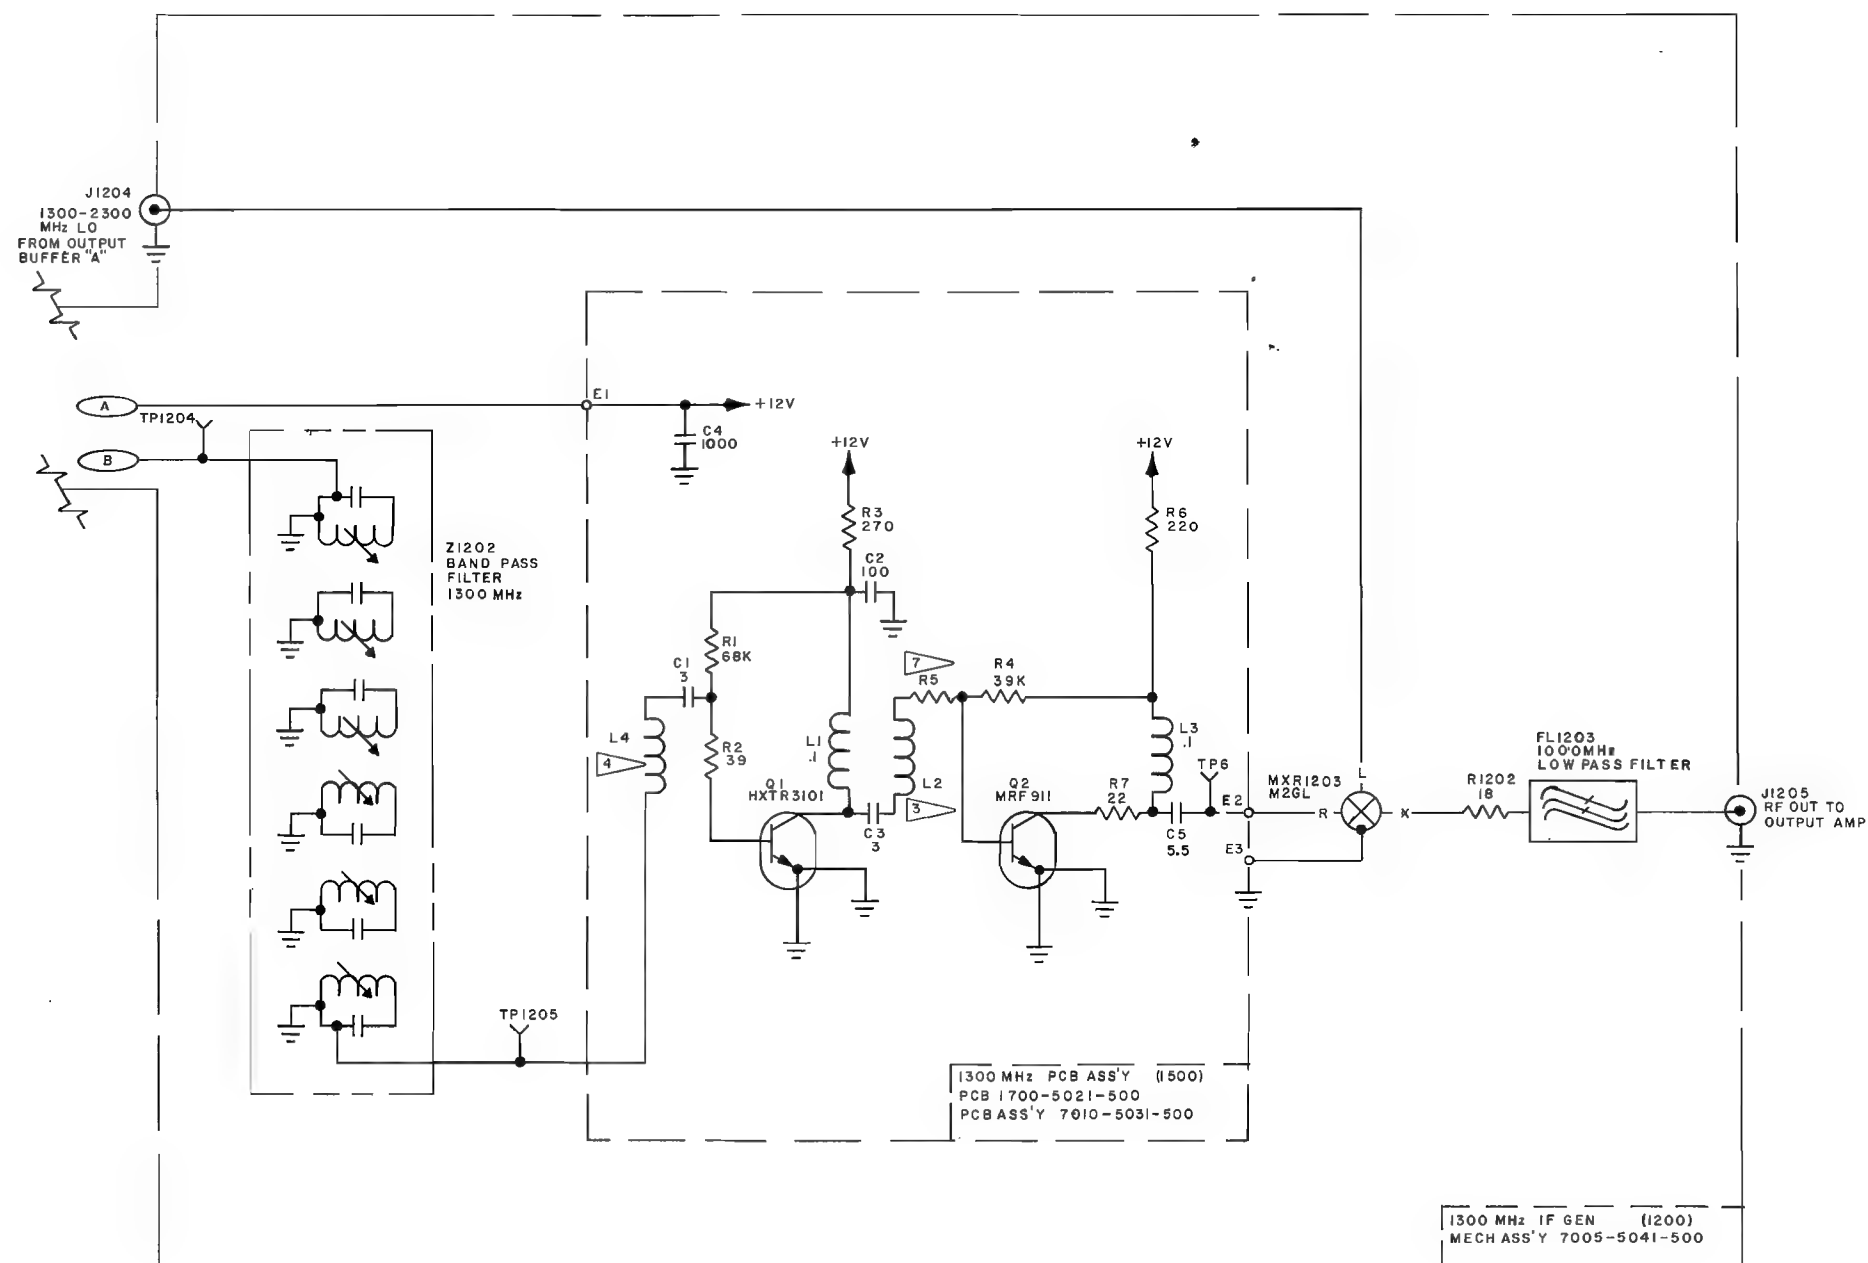 J1204
1300-2300
MHz LO
FROM OUTPUT
BUFFER "A"
A
TP1204
B
E1
+12V
C4
1000
+12V
+12V
R3
270
R6
220
C2
100
Z1202
BAND PASS
FILTER
1300 MHz
R1
68K
C1
3
7
R5
R4
39K
L4
4
R2
39
L1
.1
L2
3
L3
.1
TP6
Q1
HXTR3101
C3
3
Q2
MRF911
R7
22
C5
5.5
E2
E3
MXR1203
M2GL
L
R
X
R1202
18
FL1203
1000MHz
LOW PASS FILTER
J1205
RF OUT TO
OUTPUT AMP
TP1205
1300 MHz PCB ASS'Y (1500)
PCB 1700-5021-500
PCB ASS'Y 7010-5031-500
1300 MHz IF GEN (1200)
MECH ASS'Y 7005-5041-500